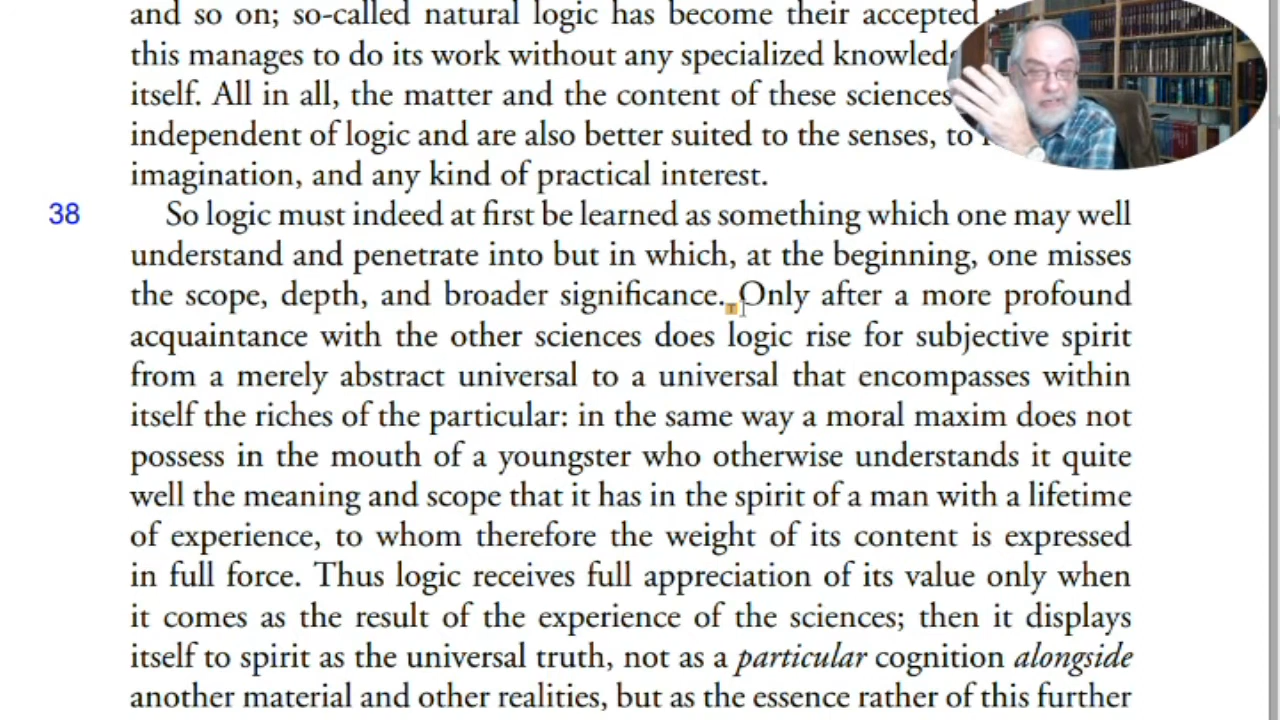 and so on; so-called natural logic has become their accepted
this manages to do its work without any specialized
itself. All in all, the matter and the content of these sciences
independent of logic and are also better suited to the senses, to
imagination, and any kind of practical interest.
38 So logic must indeed at first be learned as something which one may well
understand and penetrate into but in which, at the beginning, one misses
the scope, depth, and broader significance. Only after a more profound
acquaintance with the other sciences does logic rise for subjective spirit
from a merely abstract universal to a universal that encompasses within
itself the riches of the particular: in the same way a moral maxim does not
possess in the mouth of a youngster who otherwise understands it quite
well the meaning and scope that it has in the spirit of a man with a lifetime
of experience, to whom therefore the weight of its content is expressed
in full force. Thus logic receives full appreciation of its value only when
it comes as the result of the experience of the sciences; then it displays
itself to spirit as the universal truth, not as a particular cognition alongside
another material and other realities, but as the essence rather of this further